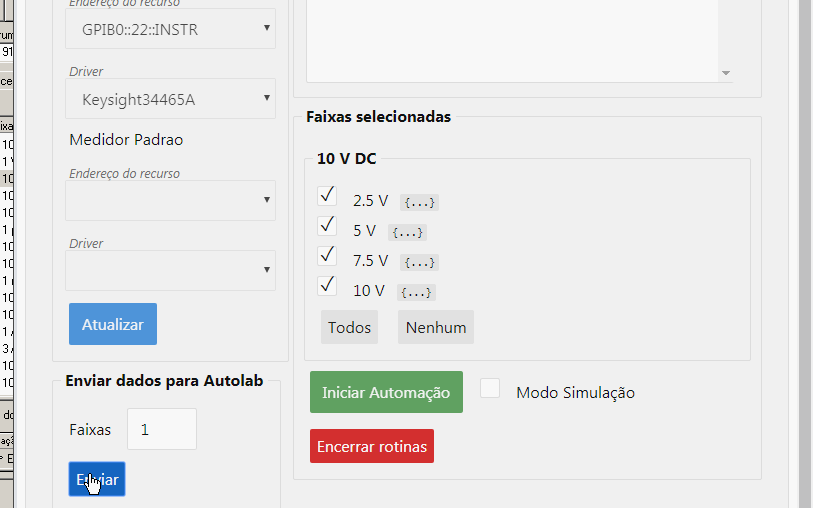 Endereço do recurso
GPIB0::22::INSTR
Driver
Keysight34465A
Medidor Padrao
Endereço do recurso
Driver
Atualizar
Enviar dados para Autolab
Faixas 1
Enviar
Faixas selecionadas
10 V DC
2.5 V {...}
5 V {...}
7.5 V {...}
10 V {...}
Todos Nenhum
Iniciar Automação Modo Simulação
Encerrar rotinas